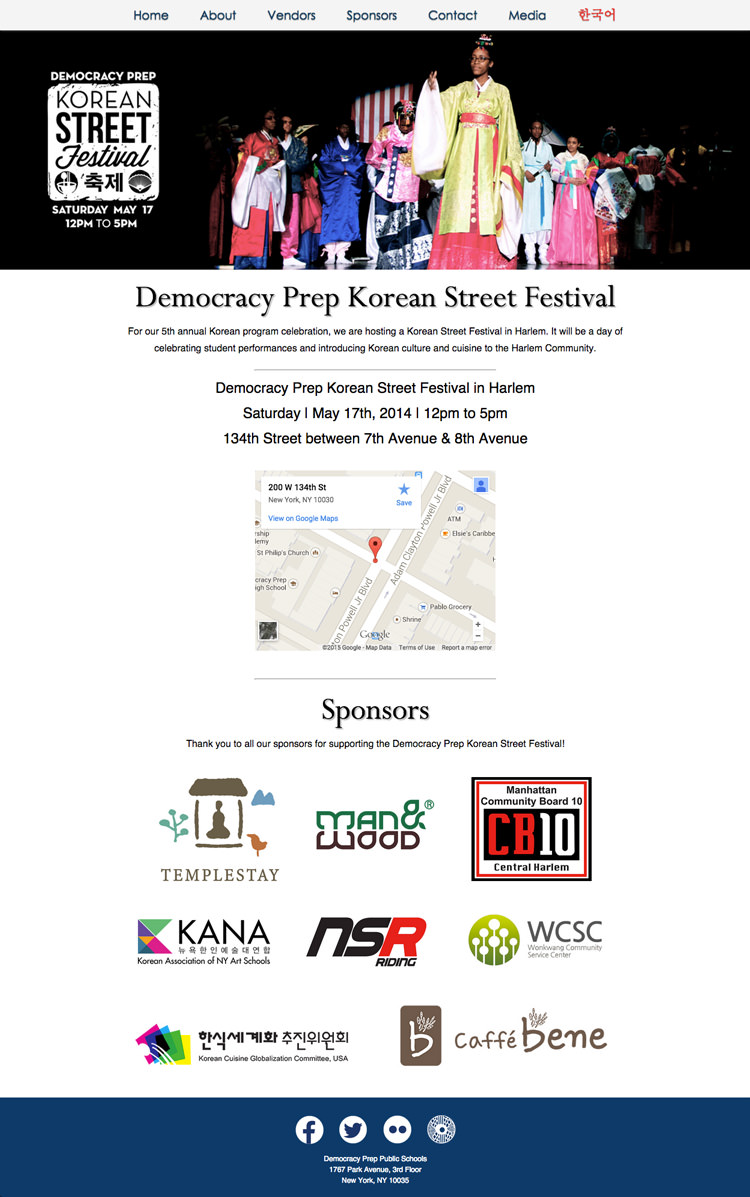 Home About Vendors Sponsors Contact Media 한국어
DEMOCRACY PREP
KOREAN
STREET
Festival
축제
SATURDAY MAY 17
12PM TO 5PM
Democracy Prep Korean Street Festival
For our 5th annual Korean program celebration, we are hosting a Korean Street Festival in Harlem. It will be a day of
celebrating student performances and introducing Korean culture and cuisine to the Harlem Community.
Democracy Prep Korean Street Festival in Harlem
Saturday | May 17th, 2014 | 12pm to 5pm
134th Street between 7th Avenue & 8th Avenue
200 W 134th St
New York, NY 10030
Save
View on Google Maps
Adam Clayton Powell Jr Blvd
ATM
Elsie's Caribbe
ership
demy
St Philip's Church
cracy Prep
igh School
ton Powell Jr Blvd
Pablo Grocery
Shrine
+
−
Google
©2015 Google - Map Data Terms of Use Report a map error
Sponsors
Thank you to all our sponsors for supporting the Democracy Prep Korean Street Festival!
TEMPLESTAY
man&
wood®
Manhattan
Community Board 10
CB10
Central Harlem
KANA
뉴욕한인예술대연합
Korean Association of NY Art Schools
NSR
RIDING
WCSC
Wonkwang Community
Service Center
한식세계화 추진위원회
Korean Cuisine Globalization Committee, USA
b
Caffé bene
Democracy Prep Public Schools
1767 Park Avenue, 3rd Floor
New York, NY 10035